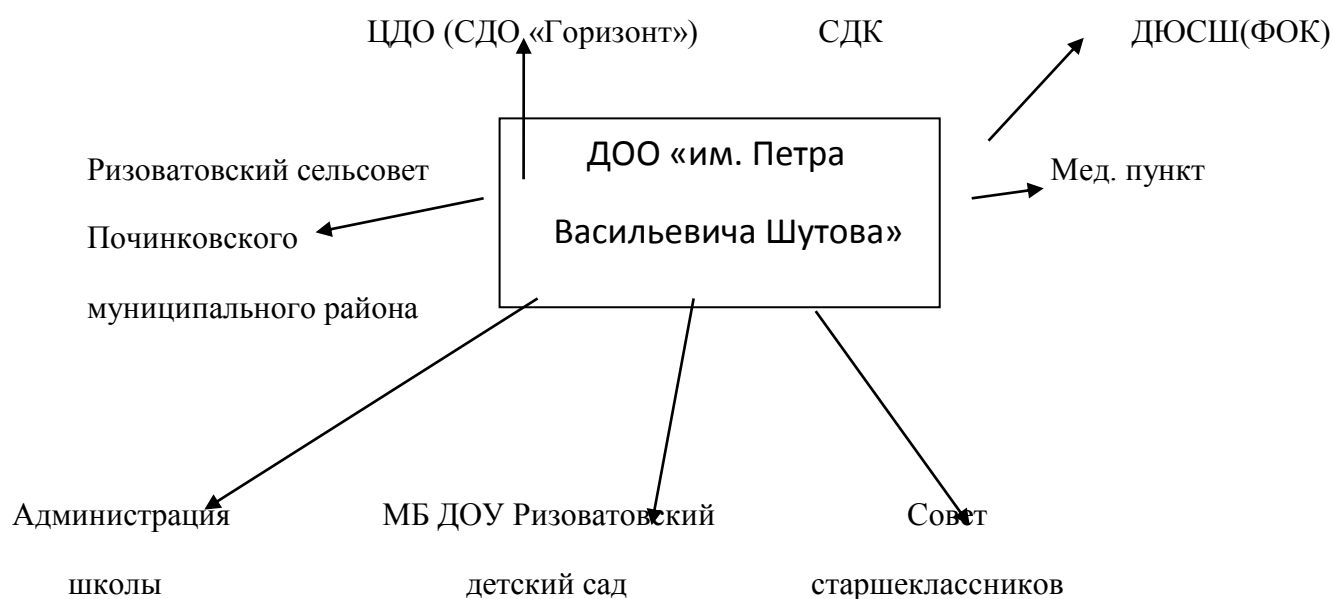 ЦДО (СДО «Горизонт») СДК ДЮСШ(ФОК)
ДОО «им. Петра
Васильевича Шутова»
Ризоватовский сельсовет
Починковского
муниципального района
Мед. пункт
Администрация
школы
МБ ДОУ Ризоватовский
детский сад
Совет
старшеклассников